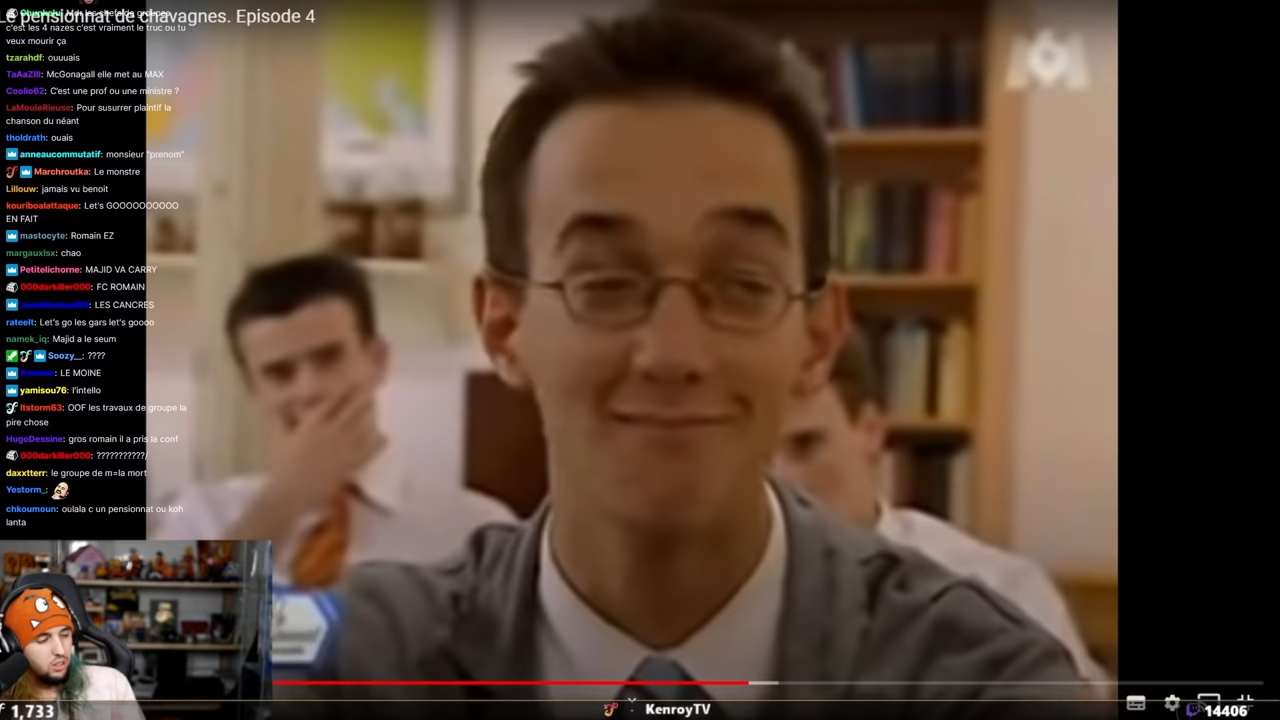 Le pensionnat de chavagnes. Episode 4
c'est les 4 nazes c'est vraiment le truc ou tu
veux mourir ça
tzarahdf: ouuuais
TaAaZIII: McGonagall elle met au MAX
Coolio62: C'est une prof ou une ministre ?
LaMouleRieuse: Pour susurrer plaintif la
chanson du néant
tholdrath: ouais
anneaucommutatif: monsieur "prenom"
Marchroutka: Le monstre
Lillouw: jamais vu benoit
kouriboalattaque: Let's GOOOOOOOOOO
EN FAIT
mastocyte: Romain EZ
margauxlsx: chao
Petitelichorne: MAJID VA CARRY
000darkiller000: FC ROMAIN
: LES CANCRES
rateelt: Let's go les gars let's goooo
namek_iq: Majid a le seum
Soozy__: ????
: LE MOINE
yamisou76: l'intello
Itstorm63: OOF les travaux de groupe la
pire chose
HugoDessine: gros romain il a pris la conf
000darkiller000: ???????????/
daxxtterr: le groupe de m=la mort
Yestorm_:
chkoumoun: oulala c un pensionnat ou koh
lanta
M6
1,733
KenroyTV
14406